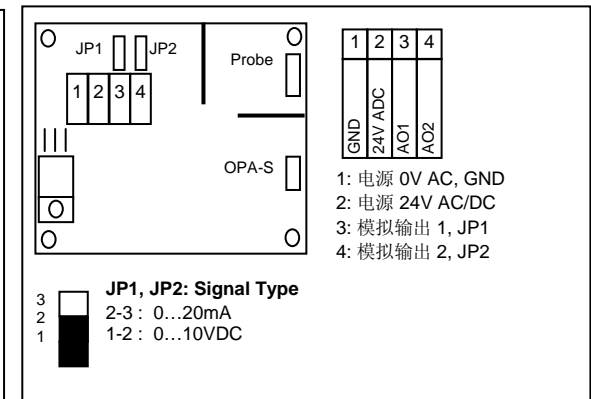 JP1 JP2
Probe
1 2 3 4
OPA-S
1 2 3 4
GND
24V ADC
AO1
AO2
1: 电源 0V AC, GND
2: 电源 24V AC/DC
3: 模拟输出 1, JP1
4: 模拟输出 2, JP2
JP1, JP2: Signal Type
3
2
1
2-3 : 0…20mA
1-2 : 0…10VDC